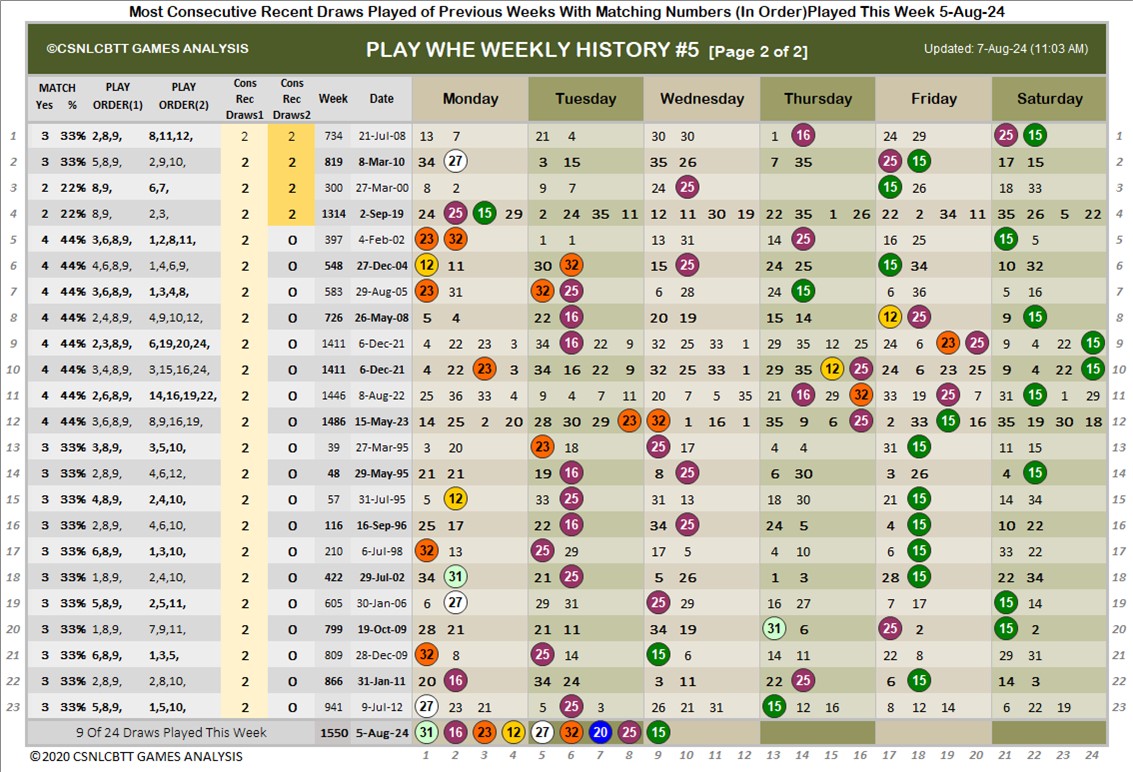 Most Consecutive Recent Draws Played of Previous Weeks With Matching Numbers (In Order)Played This Week 5-Aug-24
©CSNLCBTT GAMES ANALYSIS PLAY WHE WEEKLY HISTORY #5 [Page 2 of 2] Updated: 7-Aug-24 (11:03 AM)
MATCH Yes % PLAY ORDER(1) PLAY ORDER(2) Cons Rec Draws1 Cons Rec Draws2 Week Date Monday Tuesday Wednesday Thursday Friday Saturday
1 3 33% 2,8,9, 8,11,12, 2 2 734 21-Jul-08 13 7 21 4 30 30 1 16 24 29 25 15 1
2 3 33% 5,8,9, 2,9,10, 2 2 819 8-Mar-10 34 27 3 15 35 26 7 35 25 15 17 15 2
3 2 22% 8,9, 6,7, 2 2 300 27-Mar-00 8 2 9 7 24 25 15 26 18 33 3
4 2 22% 8,9, 2,3, 2 2 1314 2-Sep-19 24 25 15 29 2 24 35 11 12 11 30 12 22 35 1 26 22 2 34 11 35 26 5 22 4
5 4 44% 3,6,8,9, 1,2,8,11, 2 0 397 4-Feb-02 23 32 1 1 13 31 14 25 16 25 15 5 5
6 4 44% 4,6,8,9, 1,4,6,9, 2 0 548 27-Dec-04 12 11 30 32 15 25 24 25 15 34 10 32 6
7 4 44% 3,6,8,9, 1,3,4,8, 2 0 583 29-Aug-05 23 31 32 25 6 28 24 15 6 36 5 16 7
8 4 44% 2,4,8,9, 4,9,10,12, 2 0 726 26-May-08 5 4 22 16 20 19 15 14 12 25 9 15 8
9 4 44% 2,3,8,9, 6,19,20,24, 2 0 1411 6-Dec-21 4 22 23 3 34 16 22 9 32 25 33 1 29 35 12 25 24 6 23 25 9 4 22 15 9
10 4 44% 3,4,8,9, 3,15,16,24, 2 0 1411 6-Dec-21 4 22 23 3 34 16 22 9 32 25 33 1 29 35 12 25 24 6 23 25 9 4 22 15 10
11 4 44% 2,6,8,9, 14,16,19,22, 2 0 1446 8-Aug-22 25 36 33 4 9 4 7 11 20 7 5 35 21 16 29 32 33 19 25 7 31 15 1 29 11
12 4 44% 3,6,8,9, 8,9,16,19, 2 0 1486 15-May-23 14 25 2 20 28 30 29 23 32 1 16 1 35 9 6 25 2 33 15 16 35 19 30 18 12
13 3 33% 3,8,9, 3,5,10, 2 0 39 27-Mar-95 3 20 23 18 25 17 4 4 31 15 11 15 13
14 3 33% 2,8,9, 4,6,12, 2 0 48 29-May-95 21 21 19 16 8 25 6 30 3 26 4 15 14
15 3 33% 4,8,9, 2,4,10, 2 0 57 31-Jul-95 5 12 33 25 31 13 18 30 21 15 14 34 15
16 3 33% 2,8,9, 4,6,10, 2 0 116 16-Sep-96 25 17 22 16 34 25 24 5 4 15 10 22 16
17 3 33% 6,8,9, 1,3,10, 2 0 210 6-Jul-98 32 13 25 29 17 5 4 10 6 15 33 22 17
18 3 33% 1,8,9, 2,4,10, 2 0 422 29-Jul-02 34 31 21 25 5 26 1 3 28 15 22 34 18
19 3 33% 5,8,9, 2,5,11, 2 0 605 30-Jan-06 6 27 29 31 25 29 16 27 7 17 15 14 19
20 3 33% 1,8,9, 7,9,11, 2 0 799 19-Oct-09 28 21 21 11 34 19 31 6 25 2 15 2 20
21 3 33% 6,8,9, 1,3,5, 2 0 809 28-Dec-09 32 8 25 14 15 6 14 11 22 8 29 31 21
22 3 33% 2,8,9, 2,8,10, 2 0 866 31-Jan-11 20 16 34 24 3 11 22 25 6 15 14 3 22
23 3 33% 5,8,9, 1,5,10, 2 0 941 9-Jul-12 27 23 21 5 25 3 26 21 31 15 12 16 8 12 14 6 22 19 23
9 Of 24 Draws Played This Week 1550 5-Aug-24 31 16 23 12 27 32 20 25 15
©2020 CSNLCBTT GAMES ANALYSIS 1 2 3 4 5 6 7 8 9 10 11 12 13 14 15 16 17 18 19 20 21 22 23 24